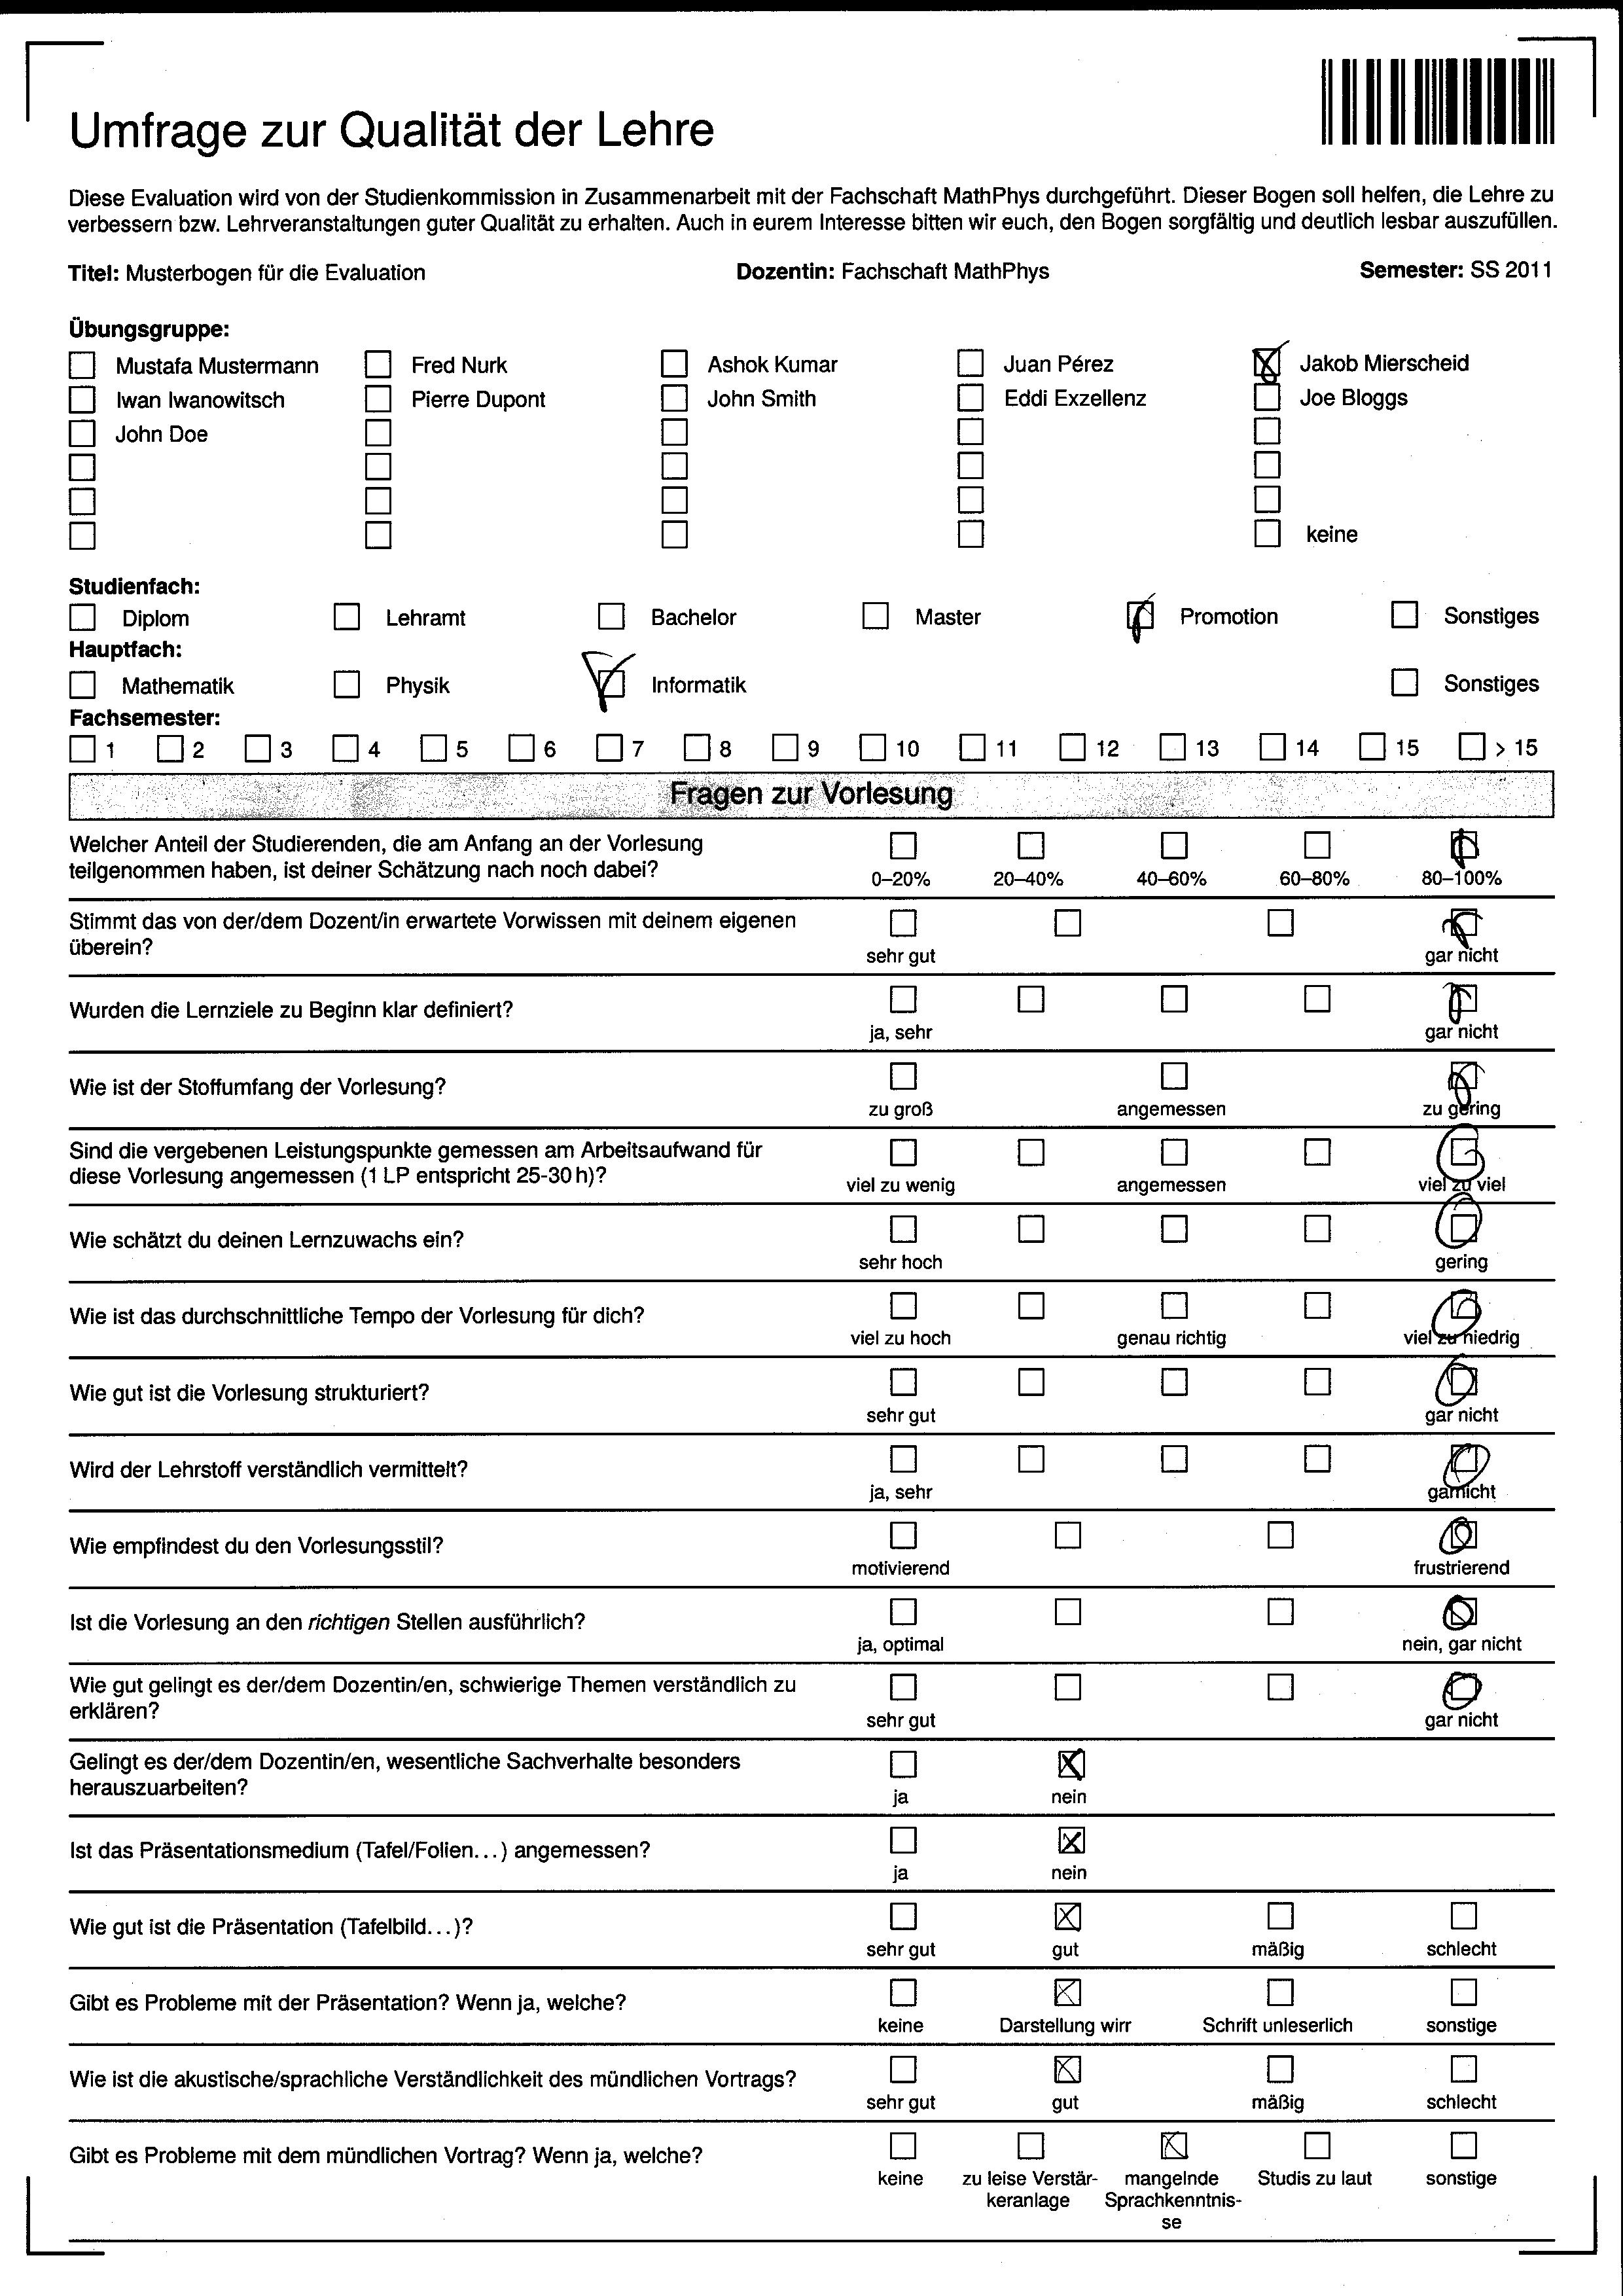 Umfrage zur Qualität der Lehre
Diese Evaluation wird von der Studienkommission in Zusammenarbeit mit der Fachschaft MathPhys durchgeführt. Dieser Bogen soll helfen, die Lehre zu
verbessern bzw. Lehrveranstaltungen guter Qualität zu erhalten. Auch in eurem Interesse bitten wir euch, den Bogen sorgfältig und deutlich lesbar auszufüllen.
Titel: Musterbogen für die Evaluation Dozentin: Fachschaft MathPhys Semester: SS 2011
Übungsgruppe:
Mustafa Mustermann Fred Nurk Ashok Kumar Juan Pérez Jakob Mierscheid
Iwan Iwanowitsch Pierre Dupont John Smith Eddi Exzellenz Joe Bloggs
John Doe
keine
Studienfach:
Diplom Lehramt Bachelor Master Promotion Sonstiges
Hauptfach:
Mathematik Physik Informatik Sonstiges
Fachsemester:
1 2 3 4 5 6 7 8 9 10 11 12 13 14 15 > 15
Fragen zur Vorlesung
Welcher Anteil der Studierenden, die am Anfang an der Vorlesung
teilgenommen haben, ist deiner Schätzung nach noch dabei?
0–20% 20–40% 40–60% 60–80% 80–100%
Stimmt das von der/dem Dozent/in erwartete Vorwissen mit deinem eigenen
überein?
sehr gut gar nicht
Wurden die Lernziele zu Beginn klar definiert?
ja, sehr gar nicht
Wie ist der Stoffumfang der Vorlesung?
zu groß angemessen zu gering
Sind die vergebenen Leistungspunkte gemessen am Arbeitsaufwand für
diese Vorlesung angemessen (1 LP entspricht 25-30 h)?
viel zu wenig angemessen viel zu viel
Wie schätzt du deinen Lernzuwachs ein?
sehr hoch gering
Wie ist das durchschnittliche Tempo der Vorlesung für dich?
viel zu hoch genau richtig viel zu niedrig
Wie gut ist die Vorlesung strukturiert?
sehr gut gar nicht
Wird der Lehrstoff verständlich vermittelt?
ja, sehr garnicht
Wie empfindest du den Vorlesungsstil?
motivierend frustrierend
Ist die Vorlesung an den richtigen Stellen ausführlich?
ja, optimal nein, gar nicht
Wie gut gelingt es der/dem Dozentin/en, schwierige Themen verständlich zu
erklären?
sehr gut gar nicht
Gelingt es der/dem Dozentin/en, wesentliche Sachverhalte besonders
herauszuarbeiten?
ja nein
Ist das Präsentationsmedium (Tafel/Folien...) angemessen?
ja nein
Wie gut ist die Präsentation (Tafelbild...)?
sehr gut gut mäßig schlecht
Gibt es Probleme mit der Präsentation? Wenn ja, welche?
keine Darstellung wirr Schrift unleserlich sonstige
Wie ist die akustische/sprachliche Verständlichkeit des mündlichen Vortrags?
sehr gut gut mäßig schlecht
Gibt es Probleme mit dem mündlichen Vortrag? Wenn ja, welche?
keine zu leise Verstär- mangelnde Studis zu laut sonstige
keranlage Sprachkenntnis-
se